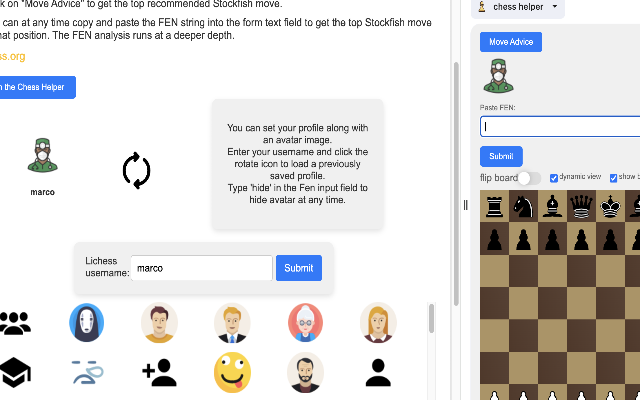 k on "Move Advice" to get the top recommended Stockfish move.
can at any time copy and paste the FEN string into the form text field to get the top Stockfish move
hat position. The FEN analysis runs at a deeper depth.
ss.org
n the Chess Helper
marco
You can set your profile along with
an avatar image.
Enter your username and click the
rotate icon to load a previously
saved profile.
Type 'hide' in the Fen input field to
hide avatar at any time.
Lichess
username:
marco
Submit
chess helper
Move Advice
Paste FEN:
Submit
flip board
dynamic view
show b